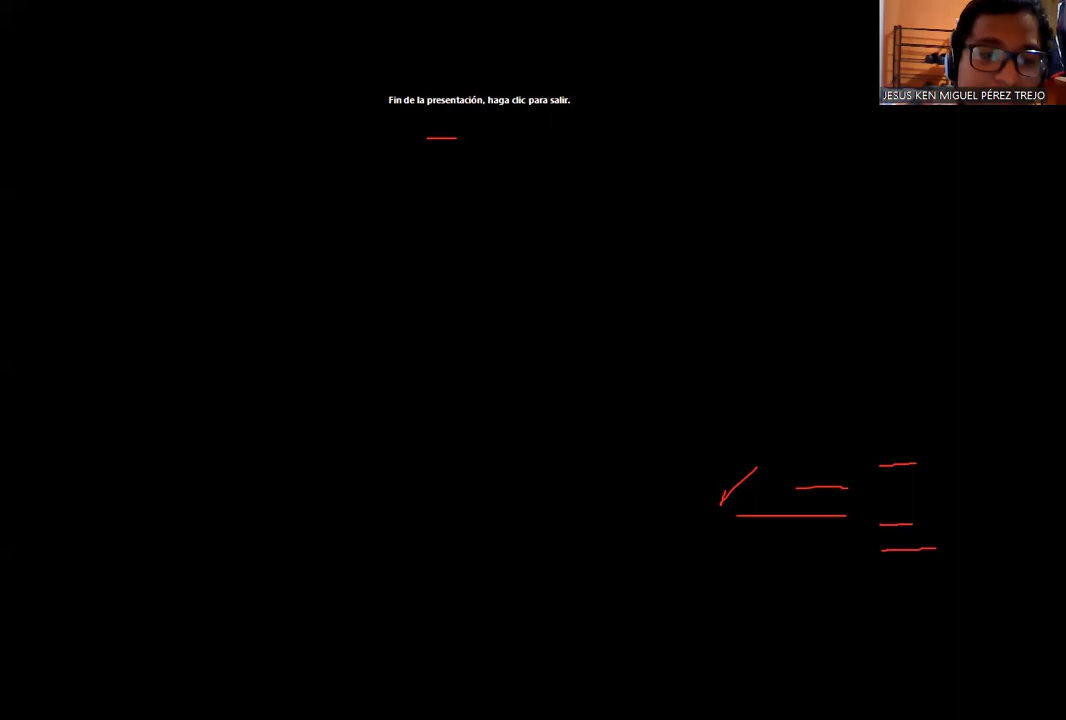 Fin de la presentación, haga clic para salir.
JESUS KEN MIGUEL PÉREZ TREJO